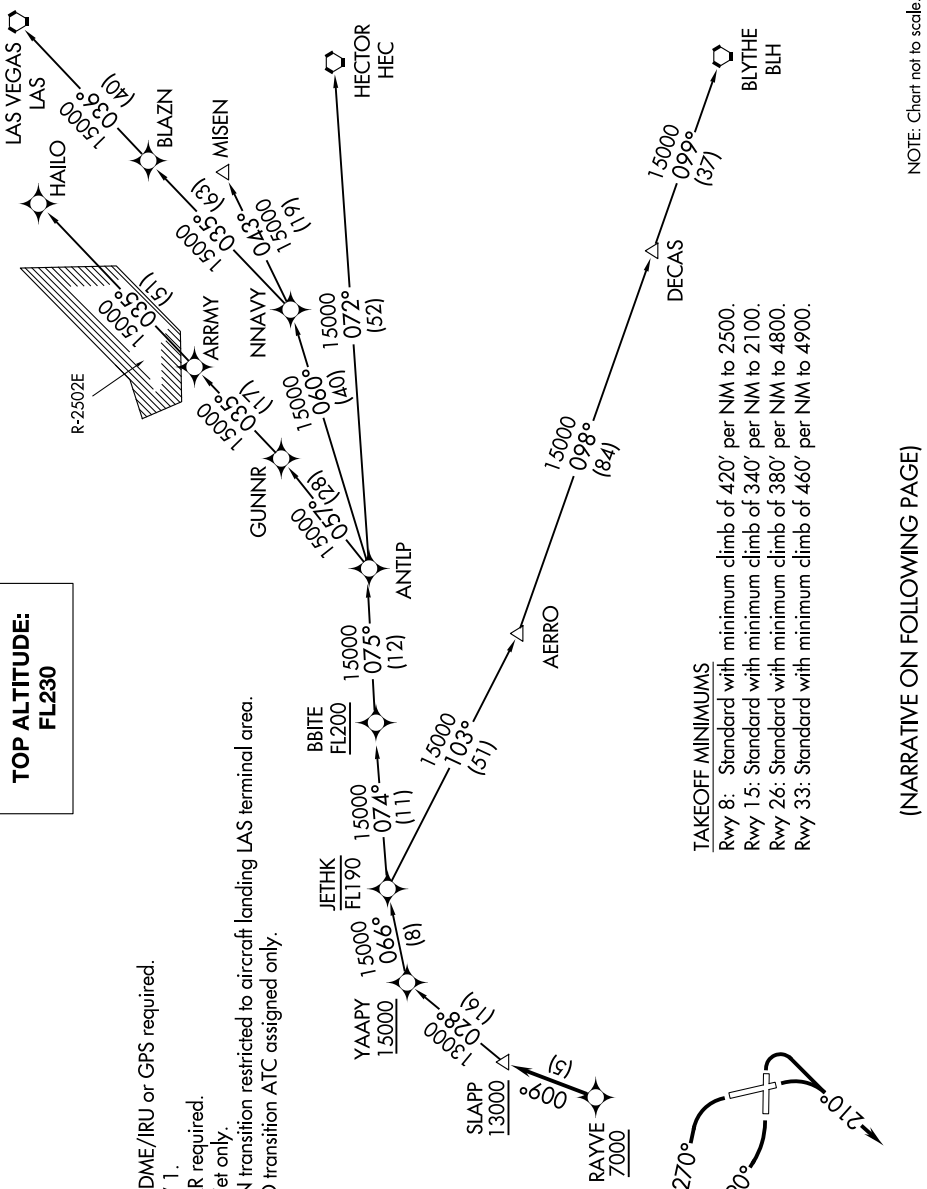 TOP ALTITUDE:
FL230
DME/IRU or GPS required.
1.
required.
only.
transition restricted to aircraft landing LAS terminal area.
transition ATC assigned only.
LAS VEGAS
LAS
15000
036°
(40)
BLAZN
HAILO
15000
035°
(51)
R-2502E
ARRMY
15000
035°
(63)
MISEN
043°
15000
(19)
NNAVY
15000
035°
(17)
GUNNR
15000
057°
(28)
15000
060°
(40)
HECTOR
HEC
15000
072°
(52)
ANTLP
15000
075°
(12)
BBITE
FL200
15000
074°
(11)
JETHK
FL190
15000
066°
(8)
YAAPY
15000
13000
028°
(16)
SLAPP
13000
009°
(5)
RAYVE
7000
15000
103°
(51)
AERRO
15000
098°
(84)
DECAS
15000
099°
(37)
BLYTHE
BLH
270°
210°
TAKEOFF MINIMUMS
Rwy 8: Standard with minimum climb of 420' per NM to 2500.
Rwy 15: Standard with minimum climb of 340' per NM to 2100.
Rwy 26: Standard with minimum climb of 380' per NM to 4800.
Rwy 33: Standard with minimum climb of 460' per NM to 4900.
(NARRATIVE ON FOLLOWING PAGE)
NOTE: Chart not to scale.